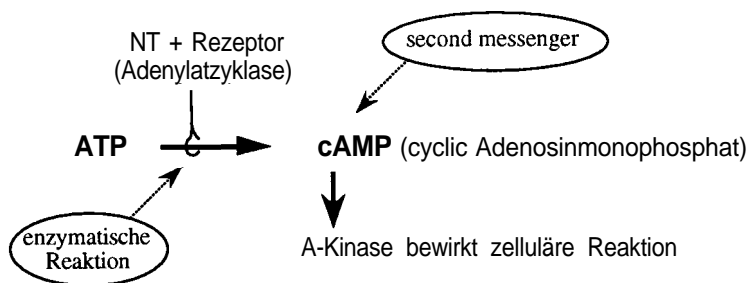 NT + Rezeptor
(Adenylatzyklase)
second messenger
ATP
cAMP (cyclic Adenosinmonophosphat)
enzymatische
Reaktion
A-Kinase bewirkt zelluläre Reaktion